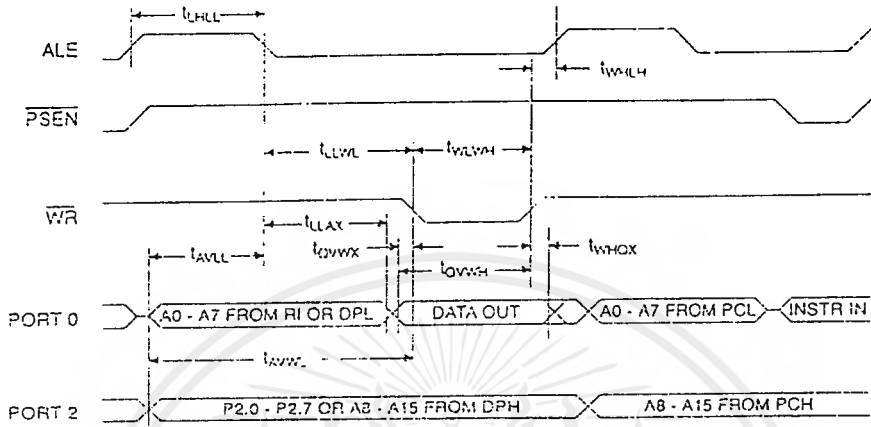 tLHLL
ALE
tWHLH
PSEN
tLLWL
tWLWH
WR
tLLAX
tAVLL
tQVWX
tWHQX
tQVWH
PORT 0
A0 - A7 FROM RI OR DPL
DATA OUT
A0 - A7 FROM PCL
INSTR IN
tAVWL
PORT 2
P2.0 - P2.7 OR A8 - A15 FROM DPH
A8 - A15 FROM PCH